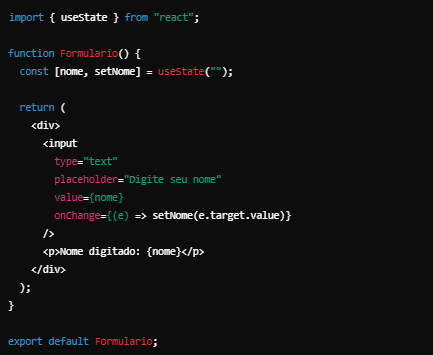 import { useState } from "react";

function Formulario() {
  const [nome, setNome] = useState("");

  return (
    <div>
      <input
        type="text"
        placeholder="Digite seu nome"
        value={nome}
        onChange={(e) => setNome(e.target.value)}
      />
      <p>Nome digitado: {nome}</p>
    </div>
  );
}

export default Formulario;